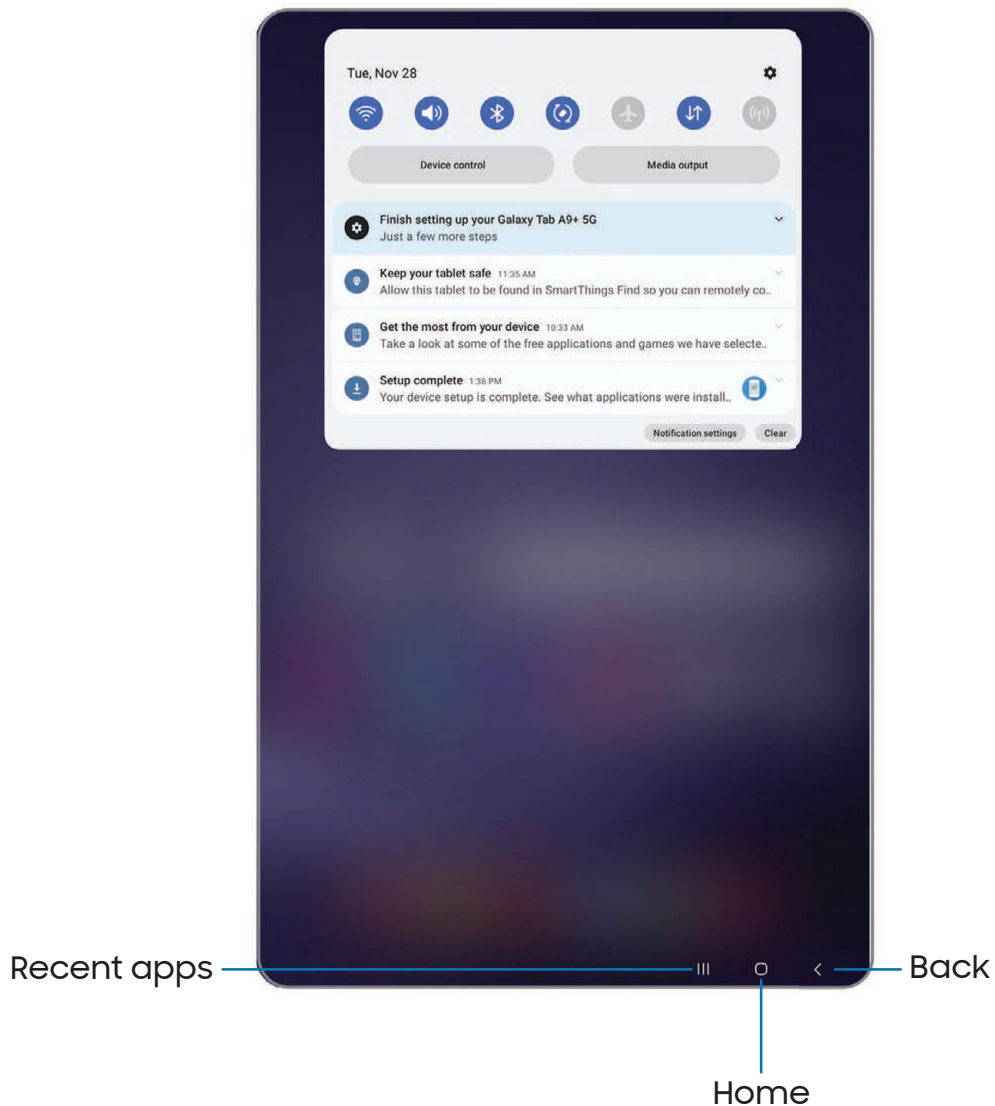 Tue, Nov 28
Device control
Media output
Finish setting up your Galaxy Tab A9+ 5G
Just a few more steps
Keep your tablet safe 11:35 AM
Allow this tablet to be found in SmartThings Find so you can remotely co..
Get the most from your device 10:33 AM
Take a look at some of the free applications and games we have selecte..
Setup complete 1:36 PM
Your device setup is complete. See what applications were install..
Notification settings
Clear
Recent apps
Back
Home